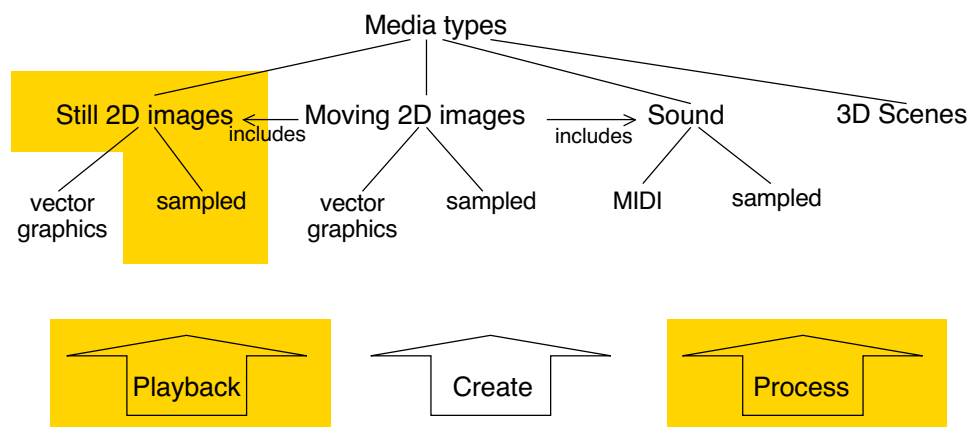 Media types
Still 2D images
includes
Moving 2D images
includes
Sound
3D Scenes
vector
graphics
sampled
vector
graphics
sampled
MIDI
sampled
Playback
Create
Process